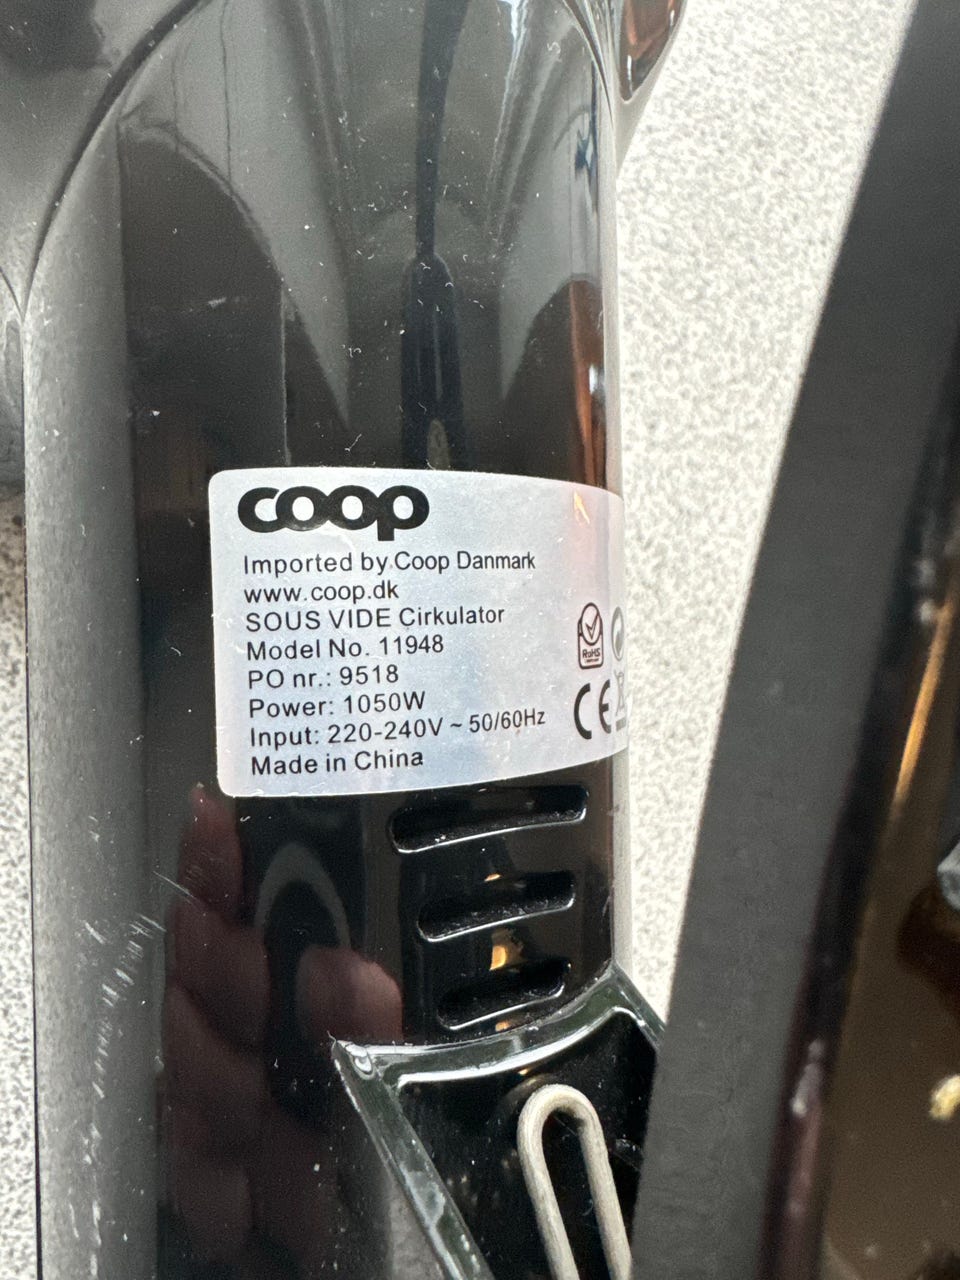 coop
Imported by Coop Danmark
www.coop.dk
SOUS VIDE Cirkulator
Model No. 11948
PO nr.: 9518
Power: 1050W
Input: 220-240V ~ 50/60Hz
Made in China
RoHS
CE